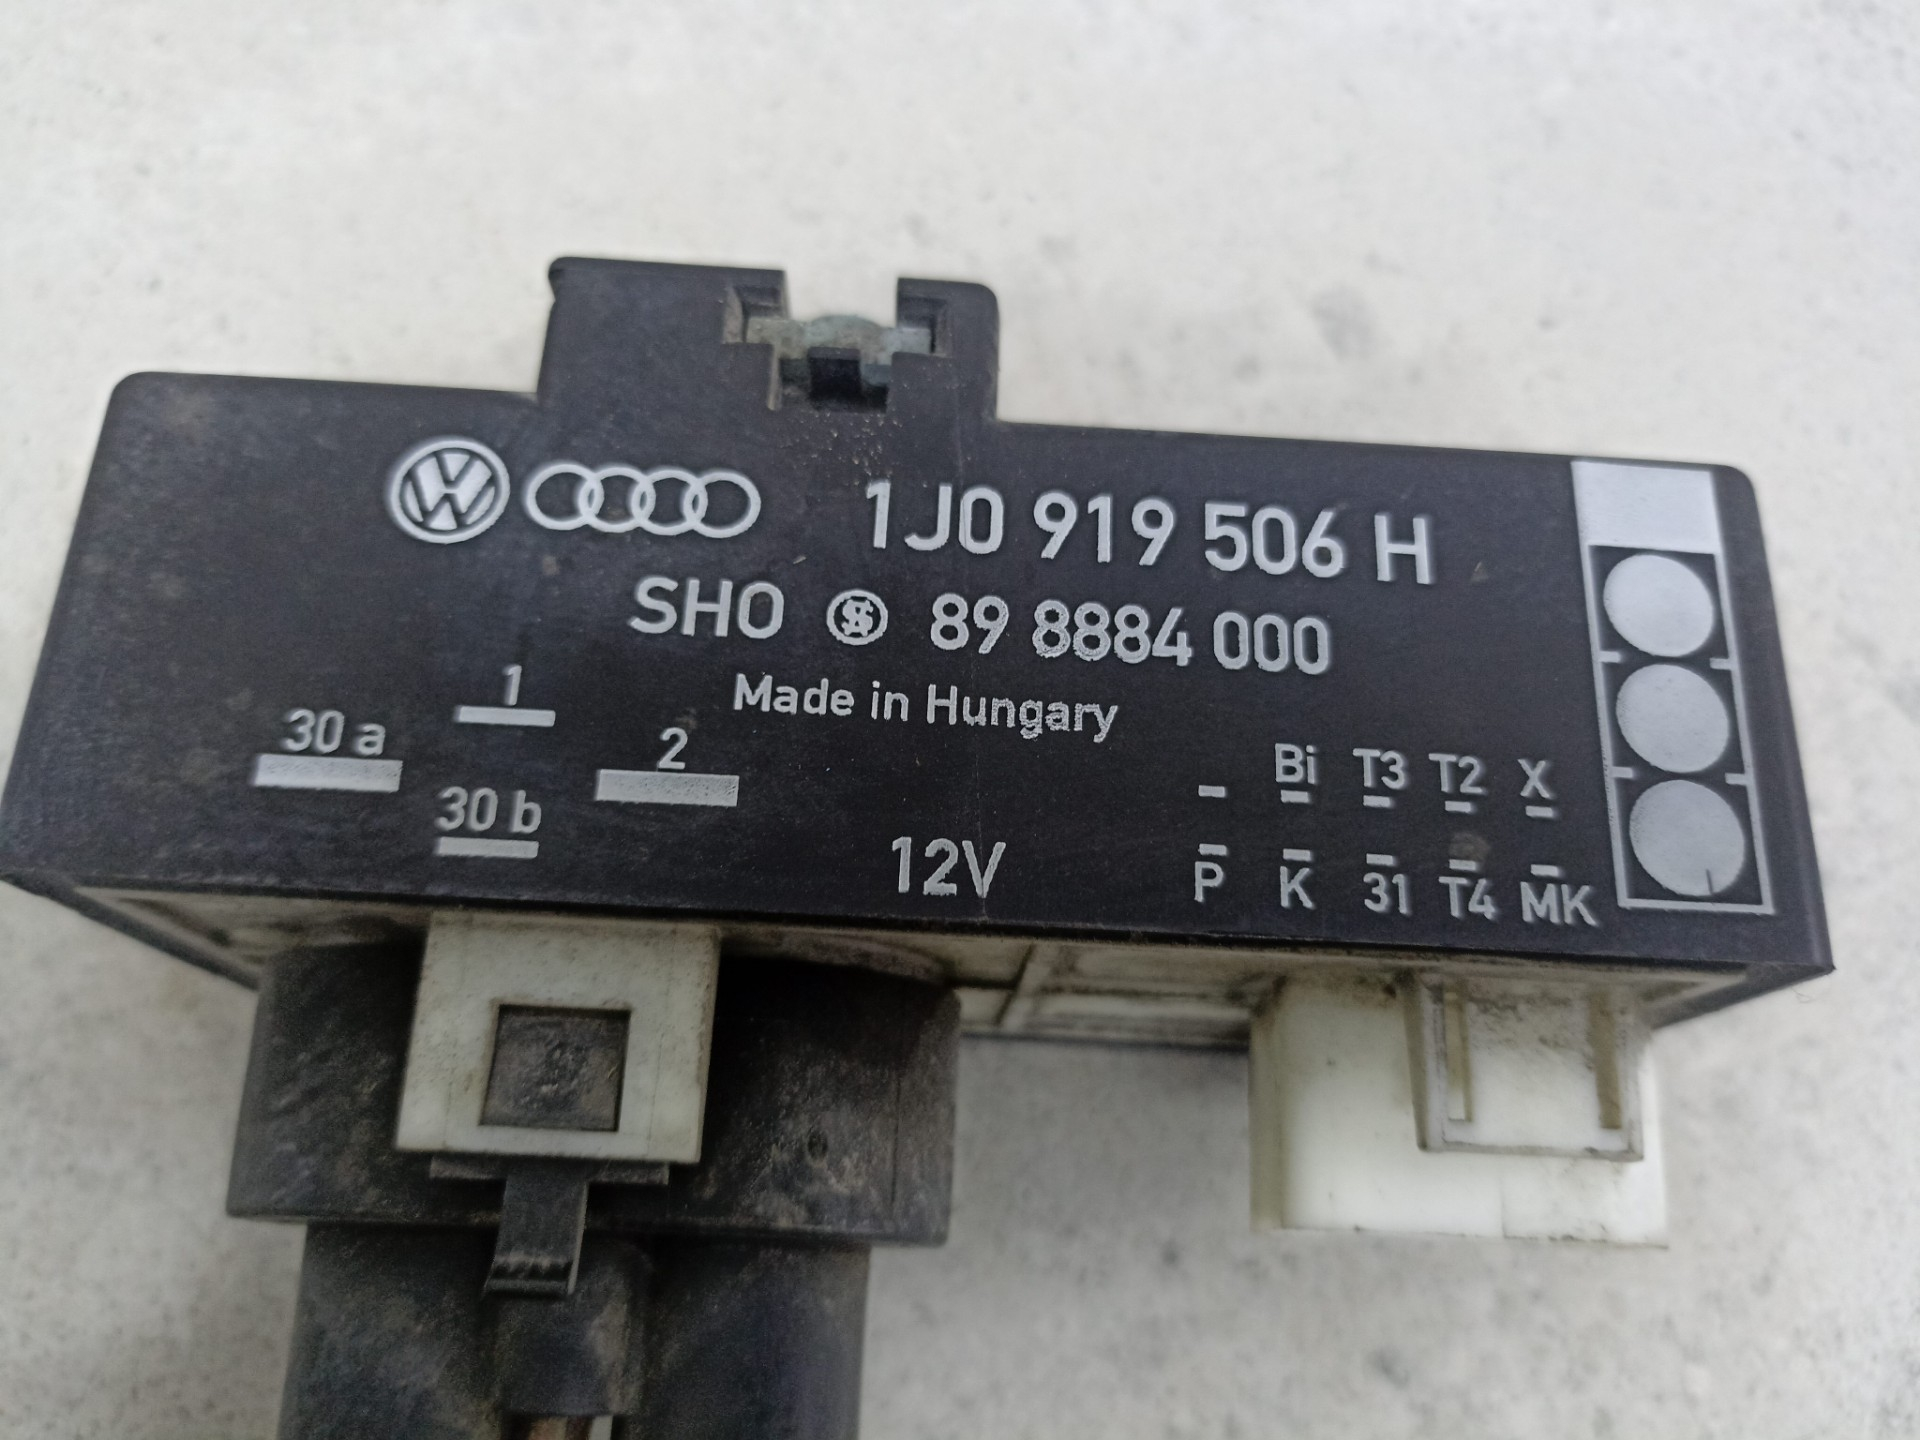 1J0 919 506 H
SHO 89 8884 000
Made in Hungary
1
30 a
2
30 b
12V
Bi T3 T2 X
P K 31 T4 MK